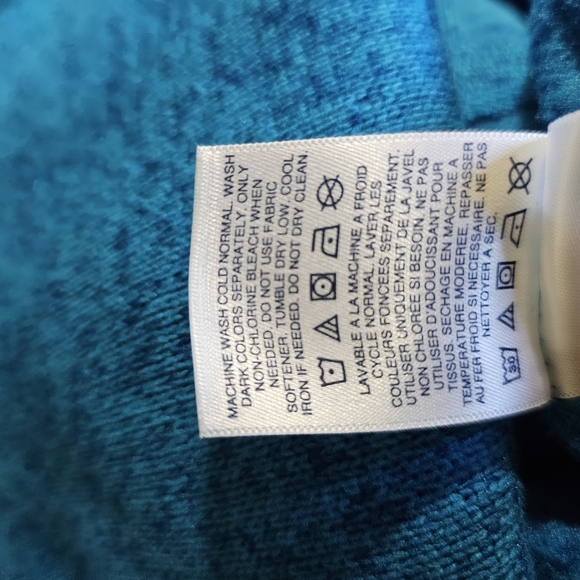 MACHINE WASH COLD NORMAL. WASH
DARK COLORS SEPARATELY. ONLY
NON-CHLORINE BLEACH WHEN
NEEDED. DO NOT USE FABRIC
SOFTENER. TUMBLE DRY LOW. COOL
IRON IF NEEDED DO NOT DRY CLEAN.
LAVABLE A LA MACHINE A FROID
CYCLE NORMAL. LAVER LES
COULEURS FONCÉES SEPAREMENT.
UTILISER UNIQUEMENT DE LA JAVEL
NON CHLORÉE SI BESOIN. NE PAS
UTILISER D'ADOUCISSANT POUR
TISSUS. SECHAGE EN MACHINE A
TEMPERATURE MODEREE. REPASSER
AU FER FROID SI NECESSAIRE. NE PAS
NETTOYER A SEC.
30